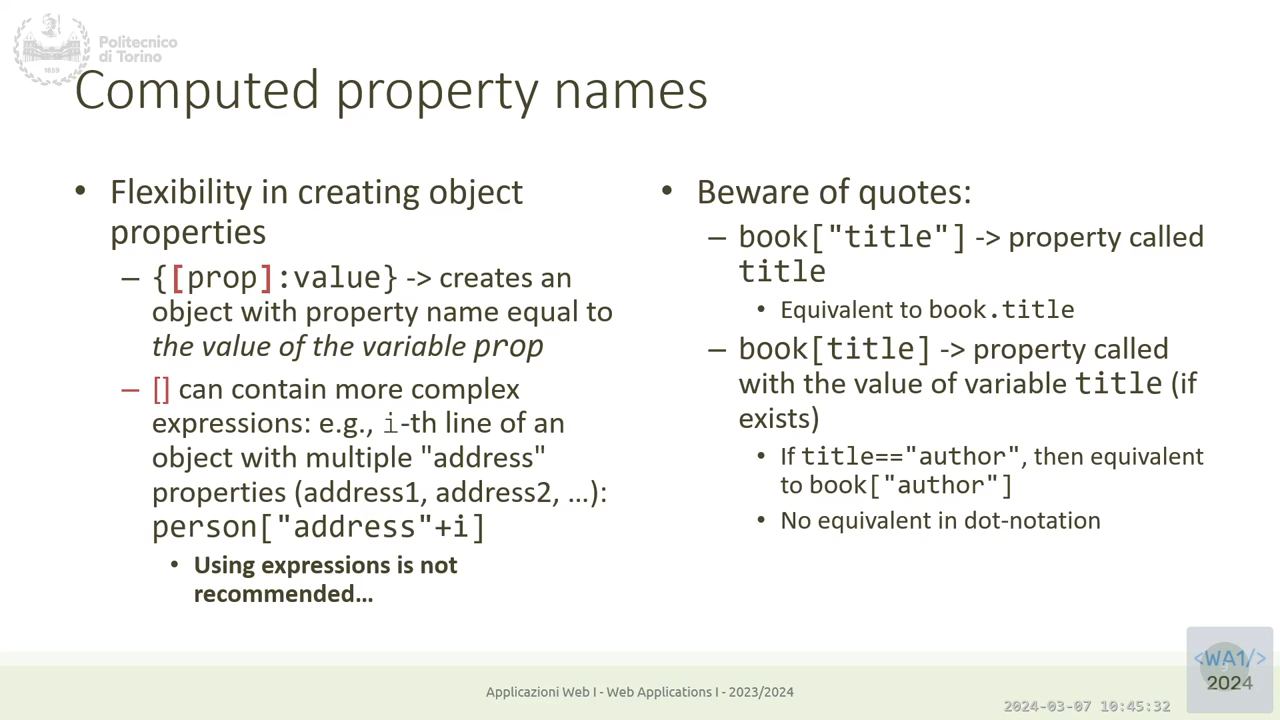 Politecnico
di Torino
Computed property names
• Flexibility in creating object
properties
– {[prop]:value} -> creates an
object with property name equal to
the value of the variable prop
– [] can contain more complex
expressions: e.g., i-th line of an
object with multiple "address"
properties (address1, address2, …):
person["address"+i]
• Using expressions is not
recommended…
• Beware of quotes:
– book["title"] -> property called
title
• Equivalent to book.title
– book[title] -> property called
with the value of variable title (if
exists)
• If title=="author", then equivalent
to book["author"]
• No equivalent in dot-notation
Applicazioni Web I - Web Applications I - 2023/2024
<WA1/>
2024
2024-03-07 10:45:32